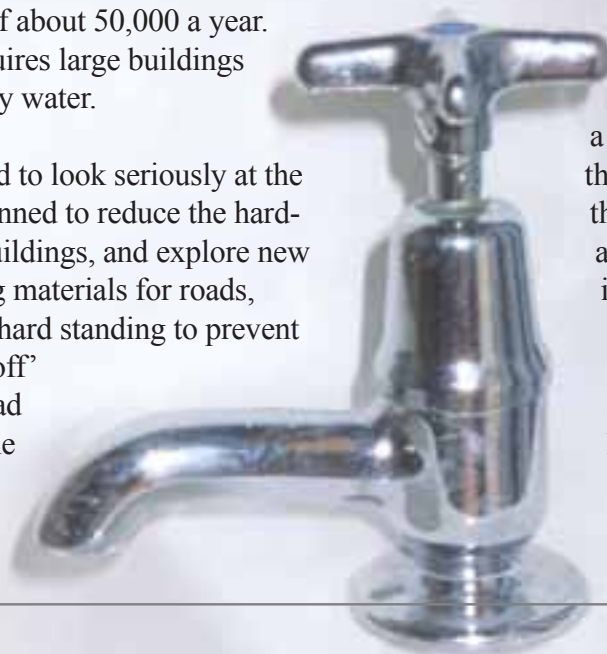 f about 50,000 a year.
uires large buildings
y water.
d to look seriously at the
nned to reduce the hard-
uildings, and explore new
g materials for roads,
hard standing to prevent
off’
ad
a
th
th
a
i